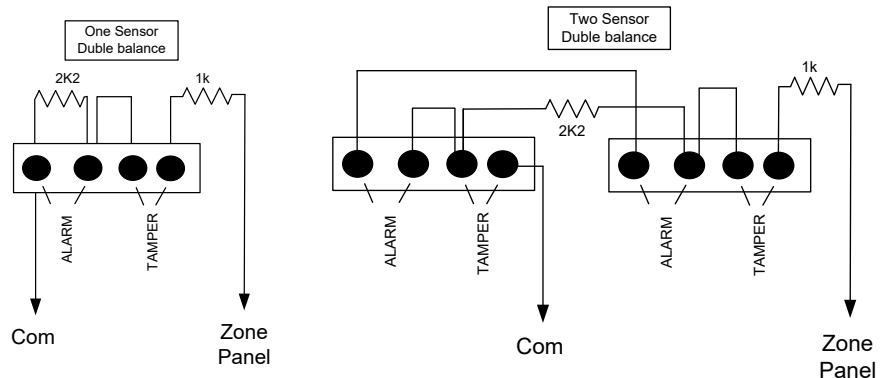 One Sensor
Duble balance
2K2
1k
ALARM
TAMPER
Com
Zone
Panel
Two Sensor
Duble balance
1k
2K2
ALARM
TAMPER
ALARM
TAMPER
Com
Zone
Panel